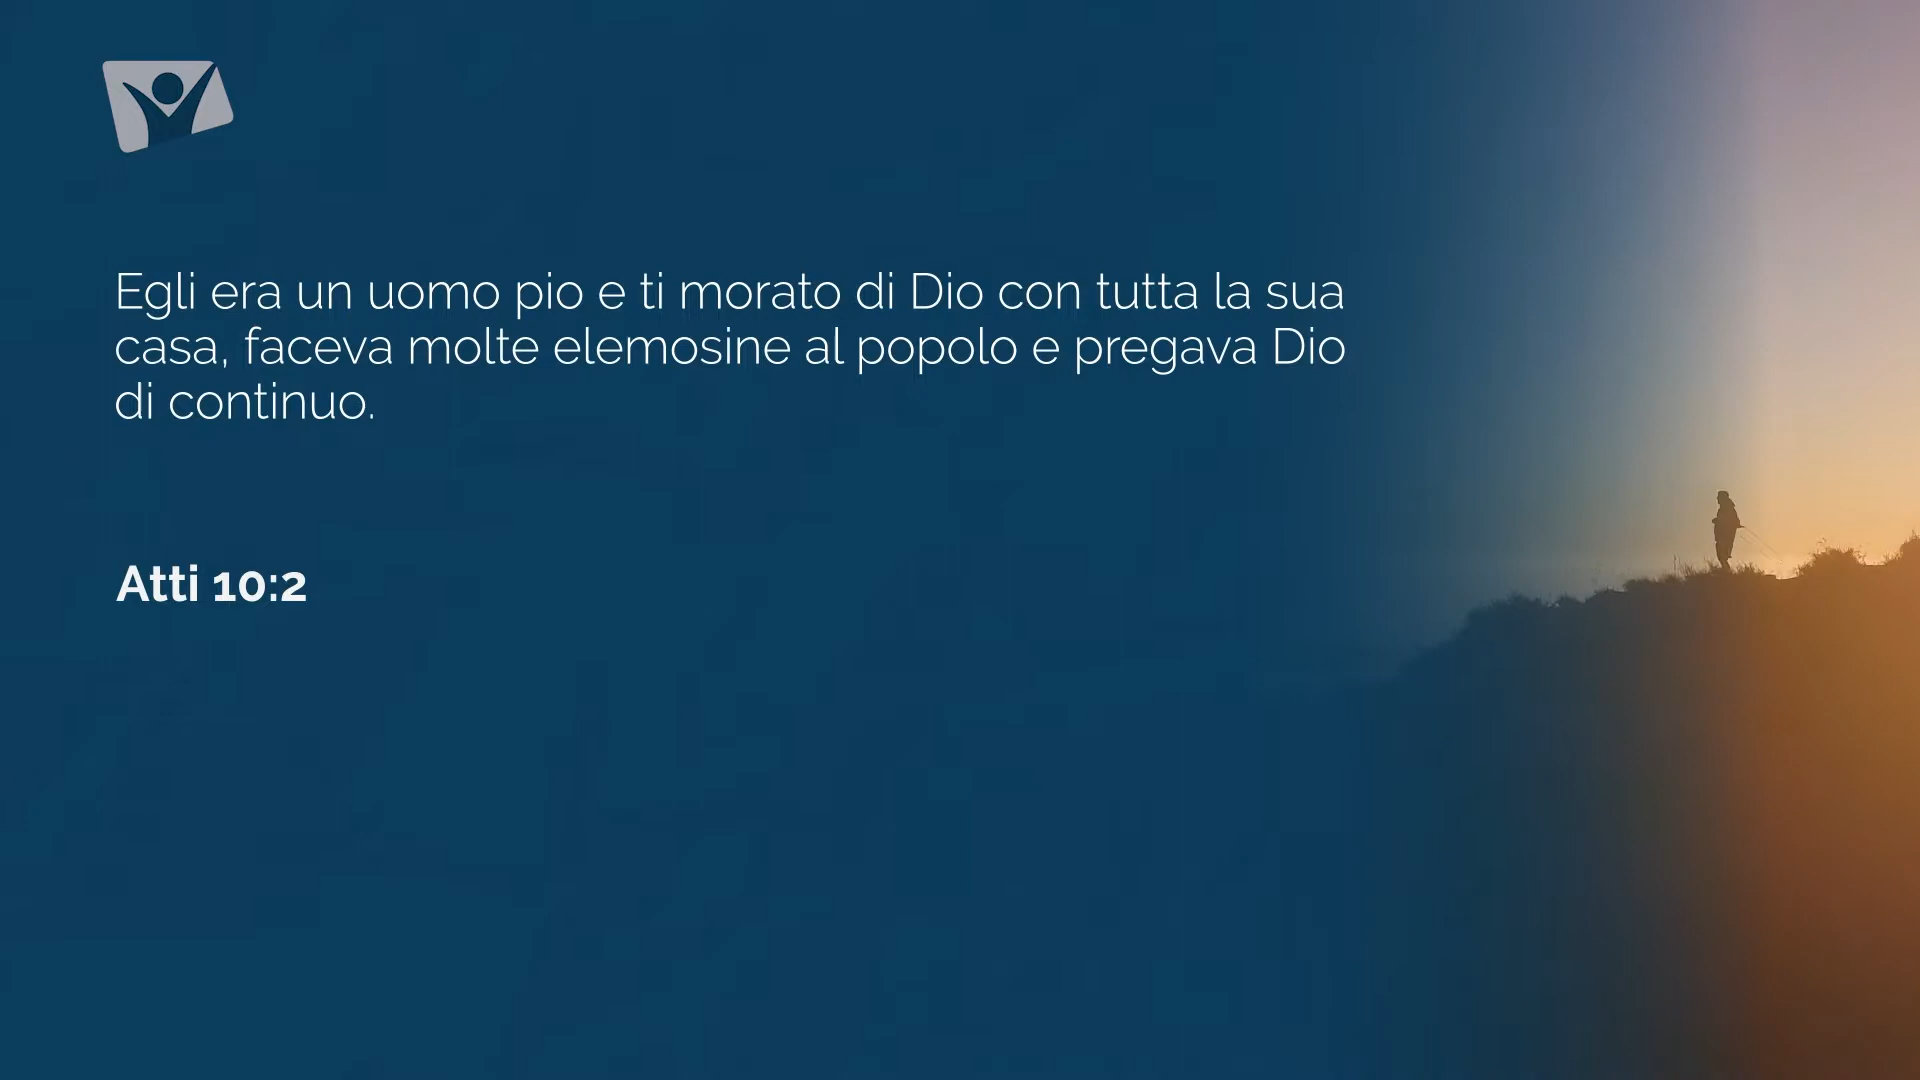 Egli era un uomo pio e ti morato di Dio con tutta la sua
casa, faceva molte elemosine al popolo e pregava Dio
di continuo.
Atti 10:2